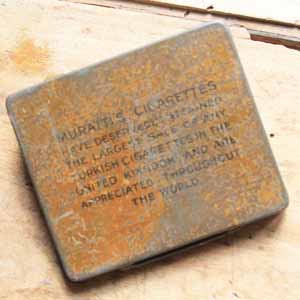 MURATTI'S CIGARETTES
HAVE DESERVEDLY ATTAINED
THE LARGEST SALE OF ANY
TURKISH CIGARETTES IN THE
UNITED KINGDOM AND ARE
APPRECIATED THROUGHOUT
THE WORLD.